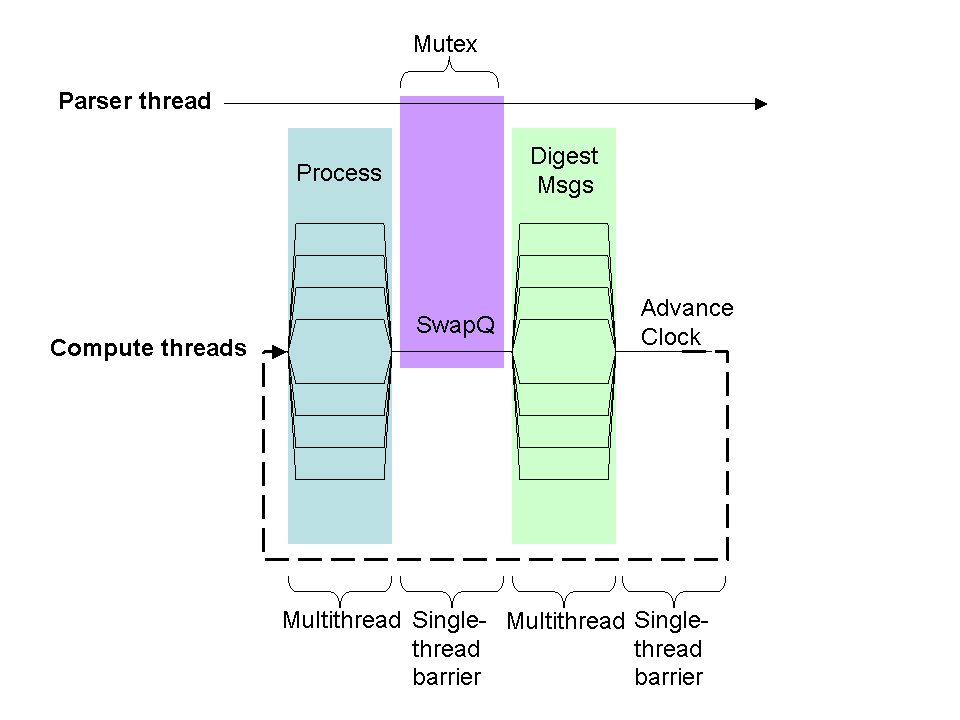 Mutex
Parser thread
Process
Digest
Msgs
SwapQ
Advance
Clock
Compute threads
Multithread
Single-
thread
barrier
Multithread
Single-
thread
barrier